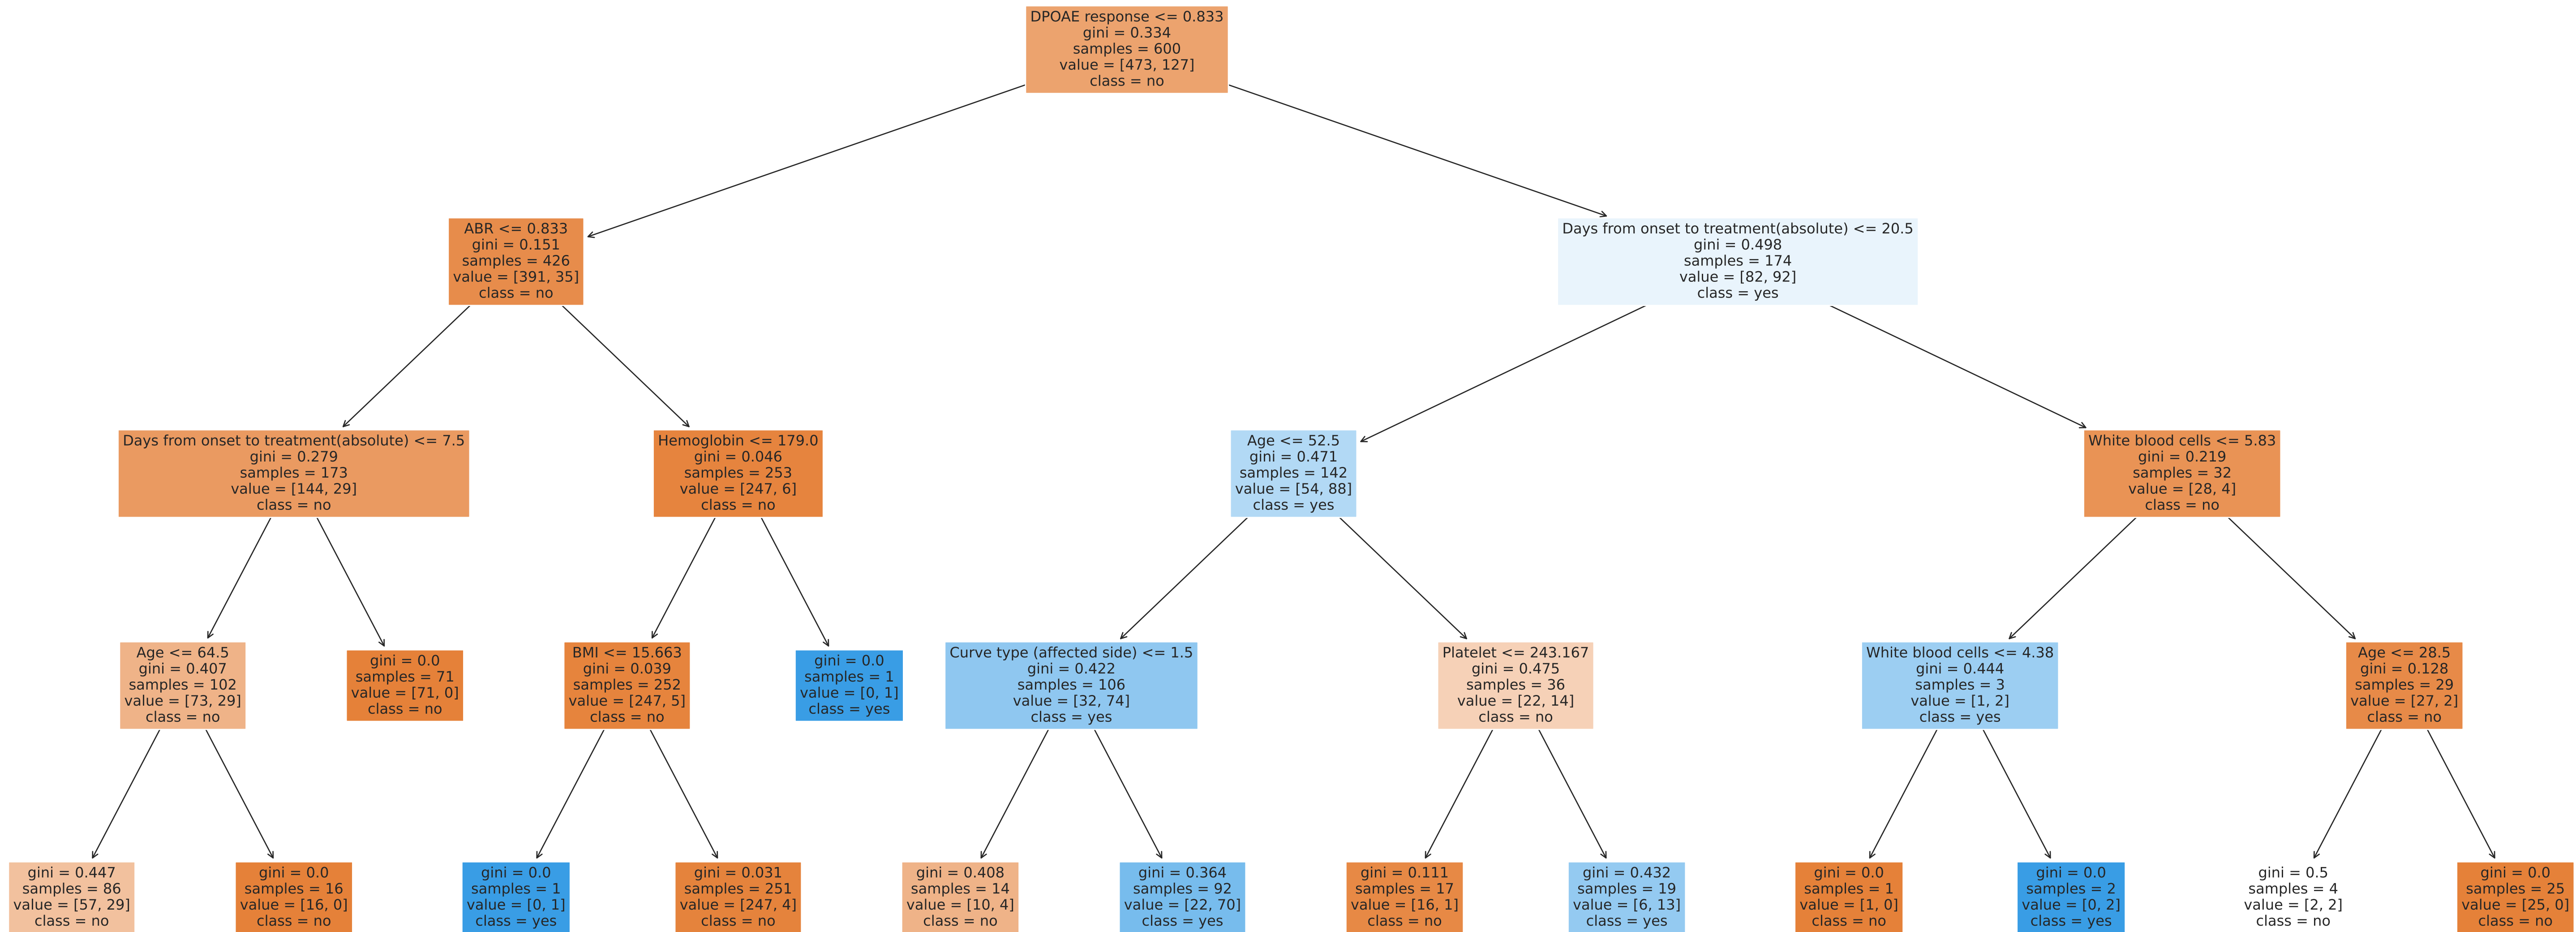 DPOAE response <= 0.833
gini = 0.334
samples = 600
value = [473, 127]
class = no
ABR <= 0.833
gini = 0.151
samples = 426
value = [391, 35]
class = no
Days from onset to treatment(absolute) <= 20.5
gini = 0.498
samples = 174
value = [82, 92]
class = yes
Days from onset to treatment(absolute) <= 7.5
gini = 0.279
samples = 173
value = [144, 29]
class = no
Hemoglobin <= 179.0
gini = 0.046
samples = 253
value = [247, 6]
class = no
Age <= 52.5
gini = 0.471
samples = 142
value = [54, 88]
class = yes
White blood cells <= 5.83
gini = 0.219
samples = 32
value = [28, 4]
class = no
Age <= 64.5
gini = 0.407
samples = 102
value = [73, 29]
class = no
gini = 0.0
samples = 71
value = [71, 0]
class = no
BMI <= 15.663
gini = 0.039
samples = 252
value = [247, 5]
class = no
gini = 0.0
samples = 1
value = [0, 1]
class = yes
Curve type (affected side) <= 1.5
gini = 0.422
samples = 106
value = [32, 74]
class = yes
Platelet <= 243.167
gini = 0.475
samples = 36
value = [22, 14]
class = no
White blood cells <= 4.38
gini = 0.444
samples = 3
value = [1, 2]
class = yes
Age <= 28.5
gini = 0.128
samples = 29
value = [27, 2]
class = no
gini = 0.447
samples = 86
value = [57, 29]
class = no
gini = 0.0
samples = 16
value = [16, 0]
class = no
gini = 0.0
samples = 1
value = [0, 1]
class = yes
gini = 0.031
samples = 251
value = [247, 4]
class = no
gini = 0.408
samples = 14
value = [10, 4]
class = no
gini = 0.364
samples = 92
value = [22, 70]
class = yes
gini = 0.111
samples = 17
value = [16, 1]
class = no
gini = 0.432
samples = 19
value = [6, 13]
class = yes
gini = 0.0
samples = 1
value = [1, 0]
class = no
gini = 0.0
samples = 2
value = [0, 2]
class = yes
gini = 0.5
samples = 4
value = [2, 2]
class = no
gini = 0.0
samples = 25
value = [25, 0]
class = no